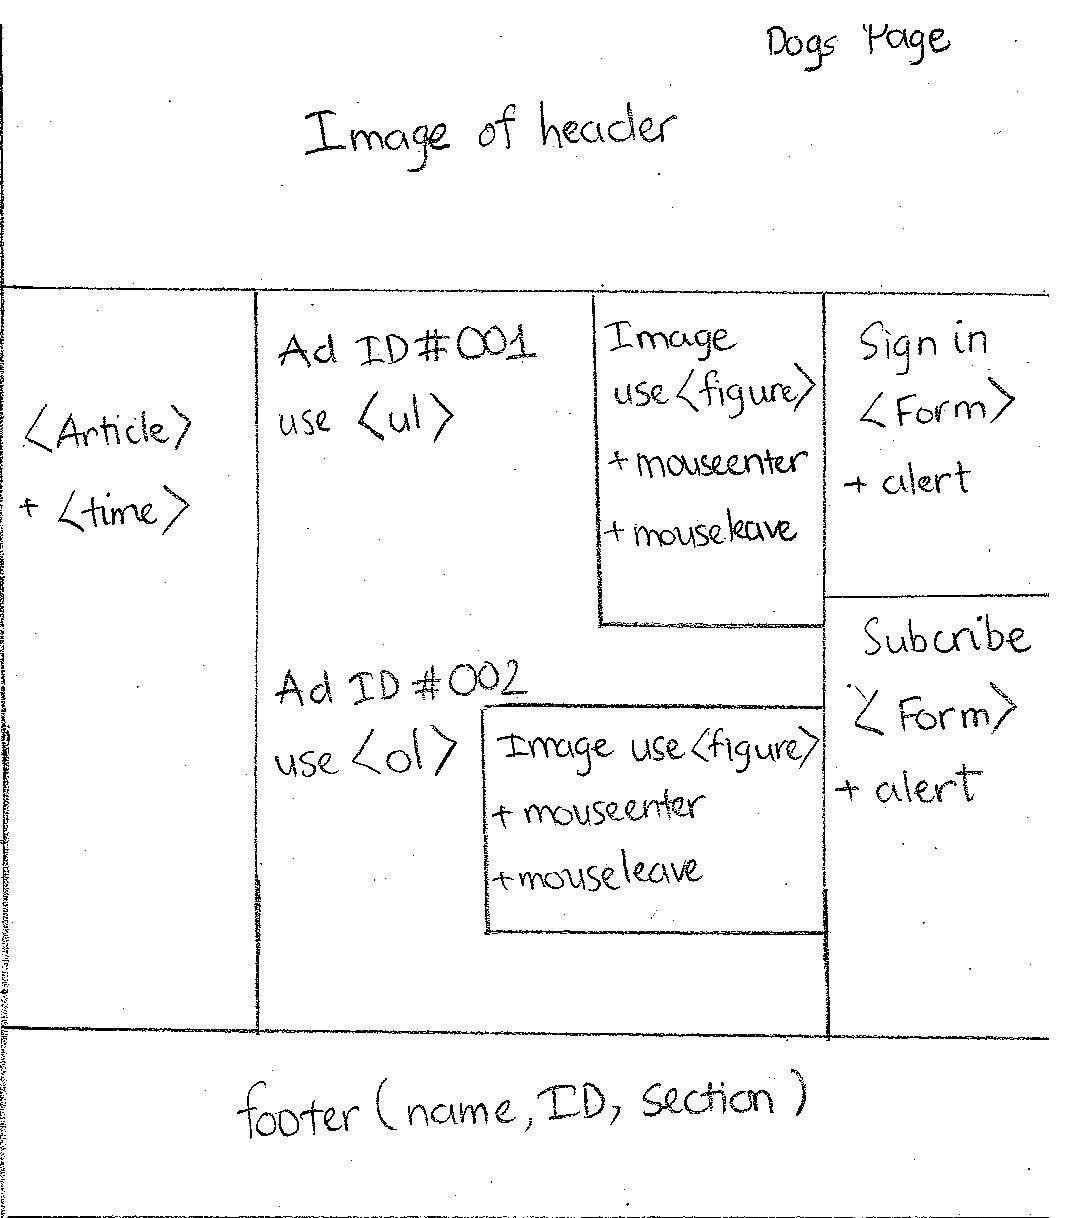 Dogs Page
Image of header
<Article>
+ <time>
Ad ID#001
use <ul>
Image
use <figure>
+ mouseenter
+ mouseleave
Ad ID #002
use <ol>
Image use <figure>
+ mouseenter
+ mouseleave
Sign in
<Form>
+ alert
Subcribe
<Form>
+ alert
footer (name, ID, section)